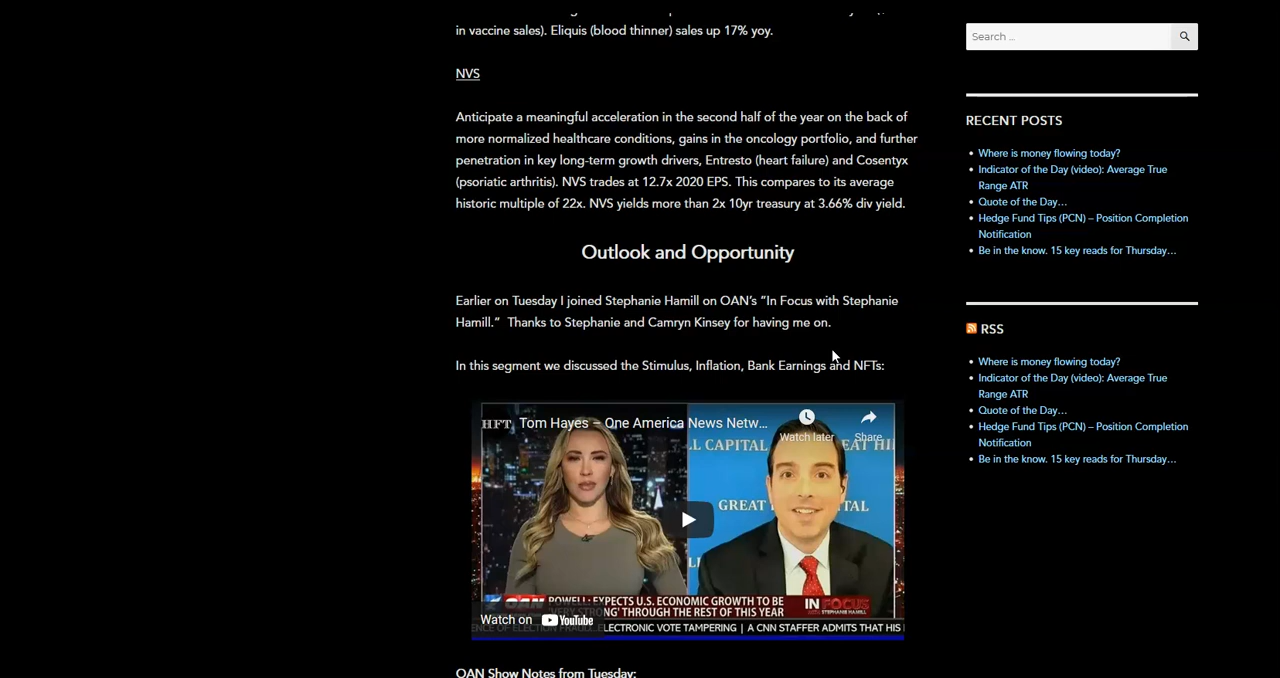 in vaccine sales). Eliquis (blood thinner) sales up 17% yoy.
NVS
Anticipate a meaningful acceleration in the second half of the year on the back of
more normalized healthcare conditions, gains in the oncology portfolio, and further
penetration in key long-term growth drivers, Entresto (heart failure) and Cosentyx
(psoriatic arthritis). NVS trades at 12.7x 2020 EPS. This compares to its average
historic multiple of 22x. NVS yields more than 2x 10yr treasury at 3.66% div yield.
Outlook and Opportunity
Earlier on Tuesday I joined Stephanie Hamill on OAN's "In Focus with Stephanie
Hamill." Thanks to Stephanie and Camryn Kinsey for having me on.
In this segment we discussed the Stimulus, Inflation, Bank Earnings and NFTs:
HFT Tom Hayes – One America News Netw...
Watch later
Share
L CAPITAL
EAT HI
GREAT
TAL
OAN
POWELL: EXPECTS U.S. ECONOMIC GROWTH TO BE
'VERY STRONG' THROUGH THE REST OF THIS YEAR
IN FOCUS
Watch on YouTube
LECTRONIC VOTE TAMPERING | A CNN STAFFER ADMITS THAT HIS
OAN Show Notes from Tuesday:
Search ...
RECENT POSTS
Where is money flowing today?
Indicator of the Day (video): Average True
Range ATR
Quote of the Day...
Hedge Fund Tips (PCN) – Position Completion
Notification
Be in the know. 15 key reads for Thursday...
RSS
Where is money flowing today?
Indicator of the Day (video): Average True
Range ATR
Quote of the Day...
Hedge Fund Tips (PCN) – Position Completion
Notification
Be in the know. 15 key reads for Thursday...